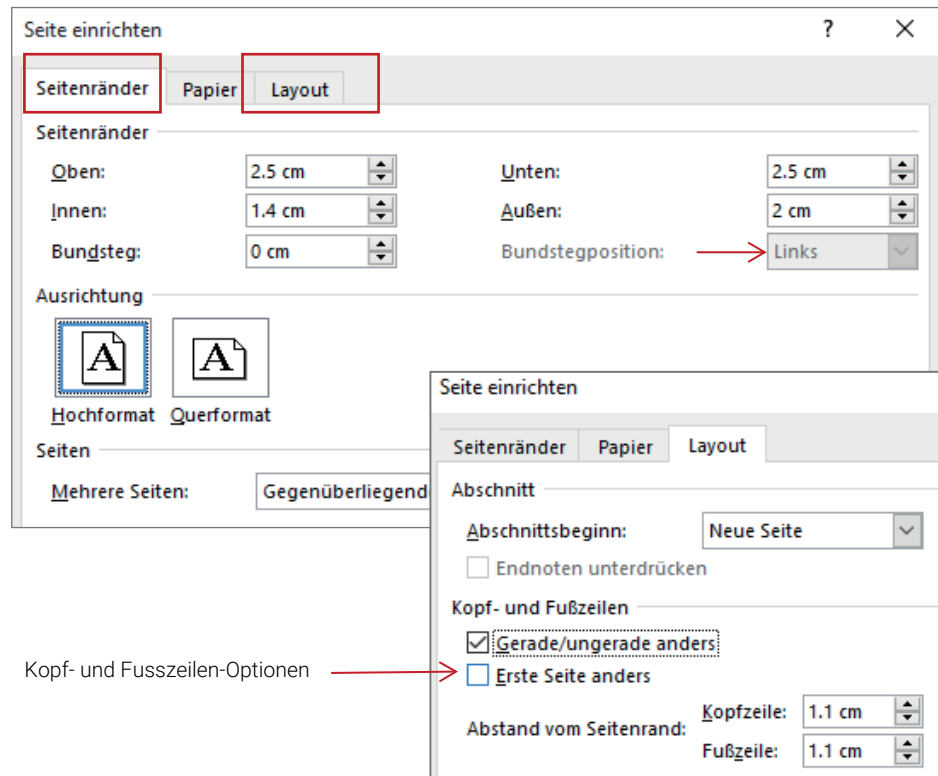 Seite einrichten ? ×
Seitenränder Papier Layout
Seitenränder
Oben: 2.5 cm Unten: 2.5 cm
Innen: 1.4 cm Außen: 2 cm
Bundsteg: 0 cm Bundstegposition: Links
Ausrichtung
A A
Hochformat Querformat
Seiten
Mehrere Seiten: Gegenüberliegend
Seite einrichten
Seitenränder Papier Layout
Abschnitt
Abschnittsbeginn: Neue Seite
Endnoten unterdrücken
Kopf- und Fußzeilen
Gerade/ungerade anders
Kopf- und Fusszeilen-Optionen
Erste Seite anders
Abstand vom Seitenrand:
Kopfzeile: 1.1 cm
Fußzeile: 1.1 cm